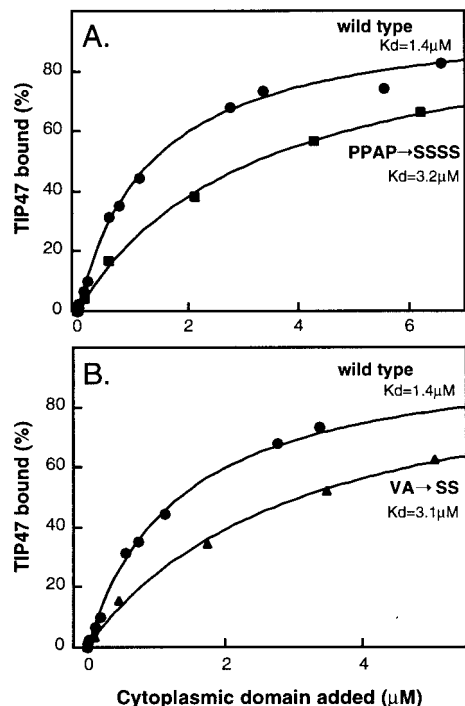 A.
wild type
Kd=1.4μM
PPAP→SSSS
Kd=3.2μM
TIP47 bound (%)
80
60
40
20
0
0 2 4 6
B.
wild type
Kd=1.4μM
VA→SS
Kd=3.1μM
TIP47 bound (%)
80
60
40
20
0
0 2 4
Cytoplasmic domain added (μM)